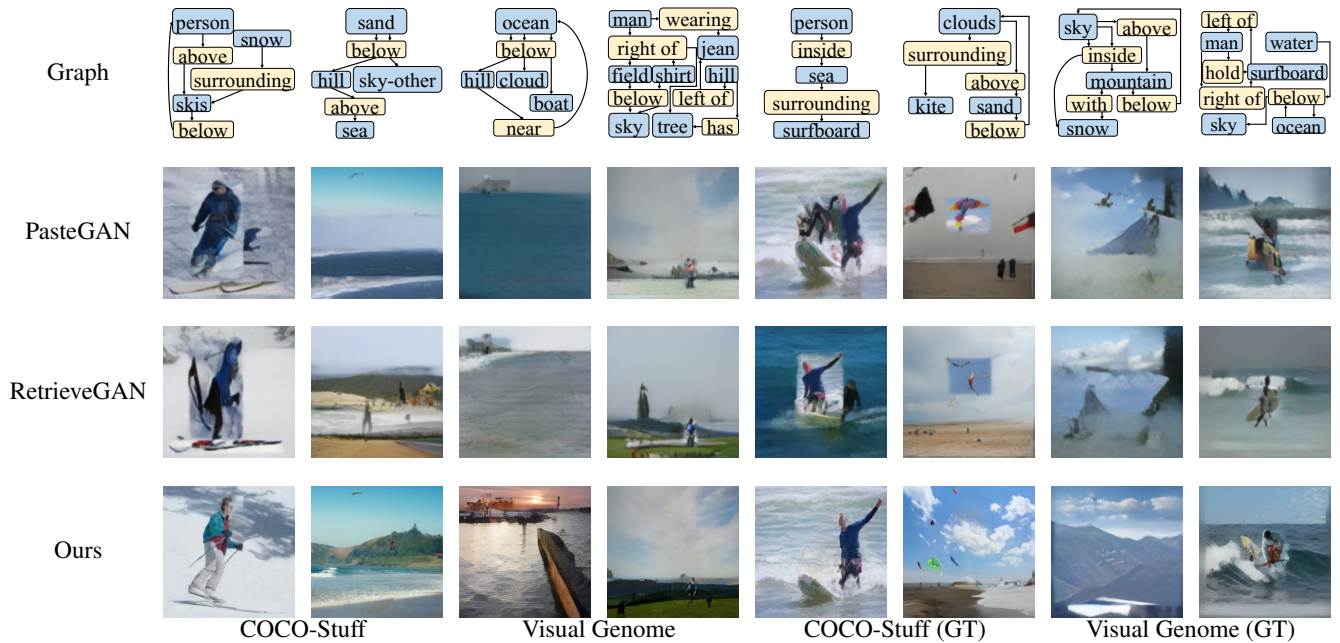 Graph
person
snow
above
surrounding
skis
below
sand
below
hill
sky-other
above
sea
ocean
below
hill
cloud
boat
near
man
wearing
right of
jean
field
shirt
hill
below
left of
sky
tree
has
person
inside
sea
surrounding
surfboard
clouds
surrounding
above
kite
sand
below
sky
above
inside
mountain
with
below
snow
left of
man
water
hold
surfboard
right of
below
sky
ocean
PasteGAN
RetrieveGAN
Ours
COCO-Stuff
Visual Genome
COCO-Stuff (GT)
Visual Genome (GT)